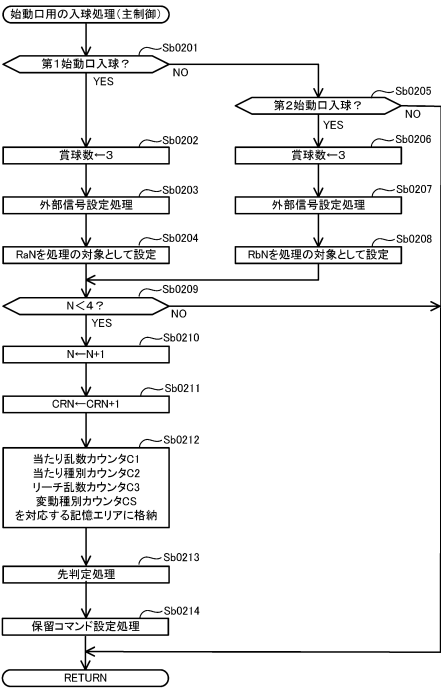 始動口用の入球処理(主制御)
Sb0201
第1始動口入球?
NO
YES
Sb0205
第2始動口入球?
NO
YES
Sb0202
賞球数←3
Sb0206
賞球数←3
Sb0203
外部信号設定処理
Sb0207
外部信号設定処理
Sb0204
RaNを処理の対象として設定
Sb0208
RbNを処理の対象として設定
Sb0209
N<4?
NO
YES
Sb0210
N←N+1
Sb0211
CRN←CRN+1
Sb0212
当たり乱数カウンタC1
当たり種別カウンタC2
リーチ乱数カウンタC3
変動種別カウンタCS
を対応する記憶エリアに格納
Sb0213
先判定処理
Sb0214
保留コマンド設定処理
RETURN